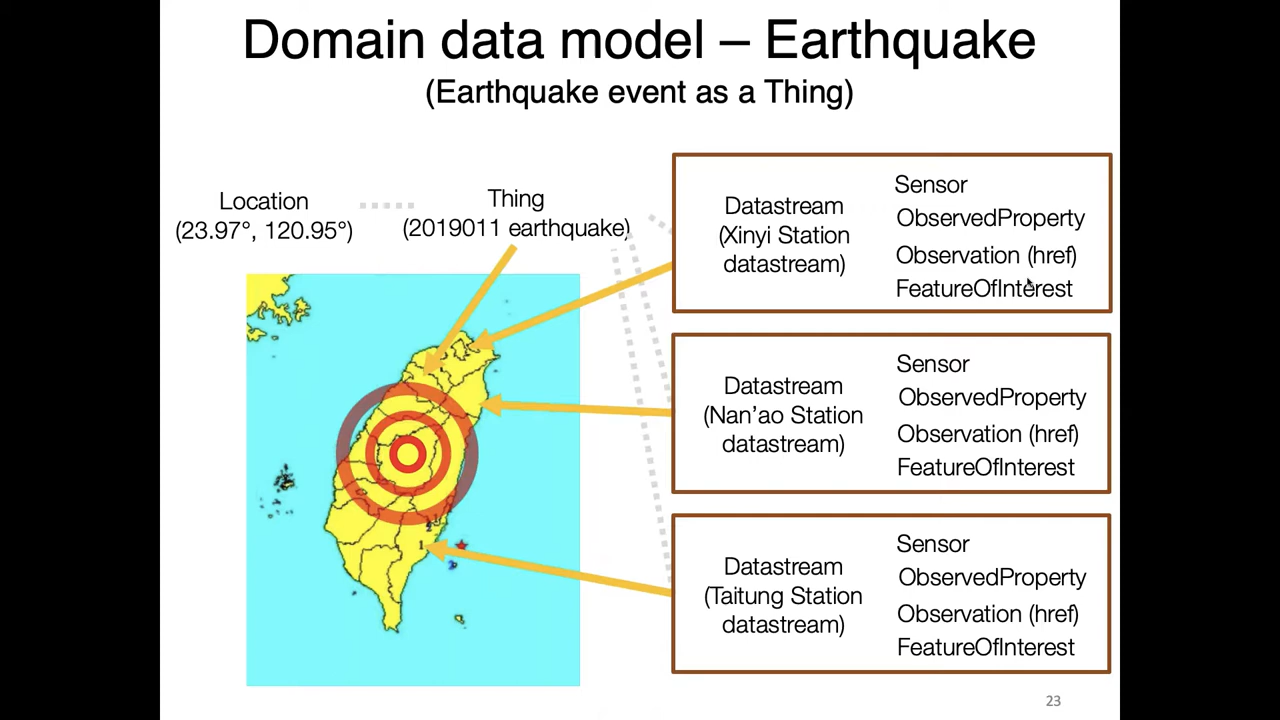 Domain data model – Earthquake
(Earthquake event as a Thing)
Location
(23.97°, 120.95°)
Thing
(2019011 earthquake)
Datastream
(Xinyi Station
datastream)
Sensor
ObservedProperty
Observation (href)
FeatureOfInterest
Datastream
(Nan’ao Station
datastream)
Sensor
ObservedProperty
Observation (href)
FeatureOfInterest
Datastream
(Taitung Station
datastream)
Sensor
ObservedProperty
Observation (href)
FeatureOfInterest
1
23